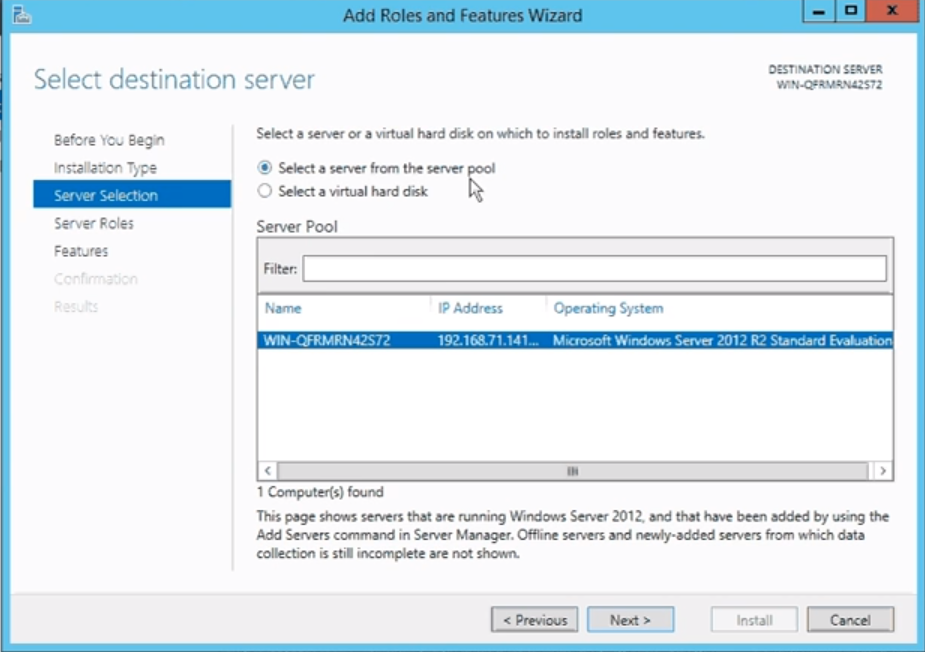 Add Roles and Features Wizard
Select destination server
DESTINATION SERVER
WIN-QFRMRN42S72
Before You Begin
Installation Type
Server Selection
Server Roles
Features
Confirmation
Results
Select a server or a virtual hard disk on which to install roles and features.
Select a server from the server pool
Select a virtual hard disk
Server Pool
Filter:
Name IP Address Operating System
WIN-QFRMRN42S72 192.168.71.141... Microsoft Windows Server 2012 R2 Standard Evaluation
1 Computer(s) found
This page shows servers that are running Windows Server 2012, and that have been added by using the
Add Servers command in Server Manager. Offline servers and newly-added servers from which data
collection is still incomplete are not shown.
< Previous Next > Install Cancel